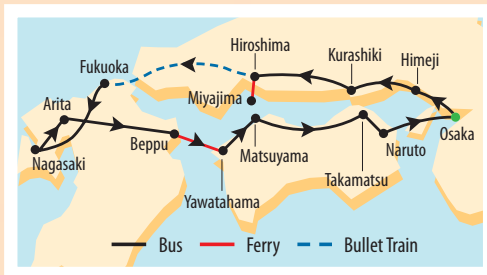 Hiroshima
Kurashiki
Himeji
Fukuoka
Miyajima
Arita
Osaka
Beppu
Nagasaki
Matsuyama
Naruto
Takamatsu
Yawatahama
Bus
Ferry
Bullet Train